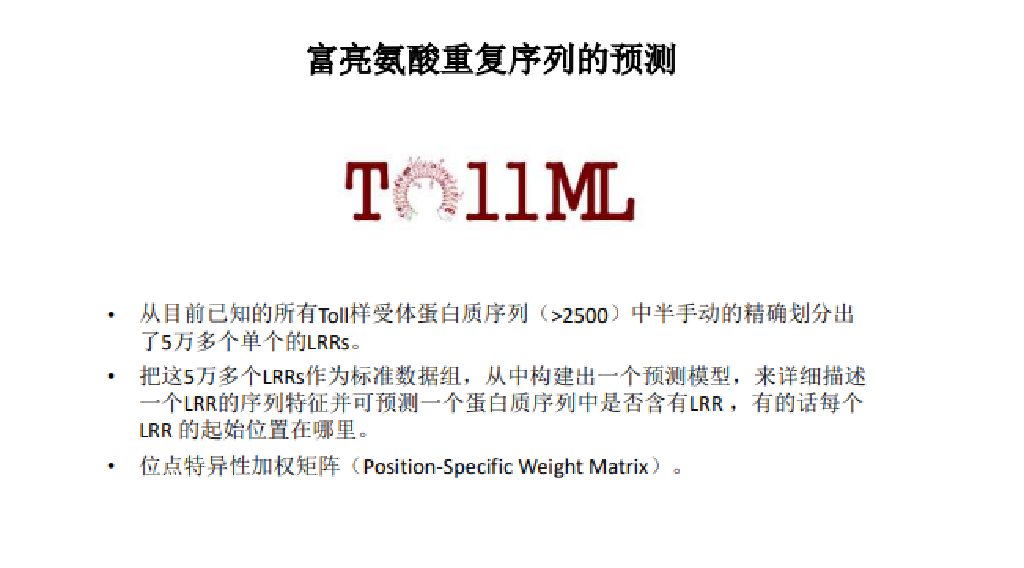 富亮氨酸重复序列的预测
TollML
• 从目前已知的所有Toll样受体蛋白质序列（>2500）中半手动的精确划分出
了5万多个单个的LRRs。
• 把这5万多个LRRs作为标准数据组，从中构建出一个预测模型，来详细描述
一个LRR的序列特征并可预测一个蛋白质序列中是否含有LRR ，有的话每个
LRR 的起始位置在哪里。
• 位点特异性加权矩阵（Position-Specific Weight Matrix）。